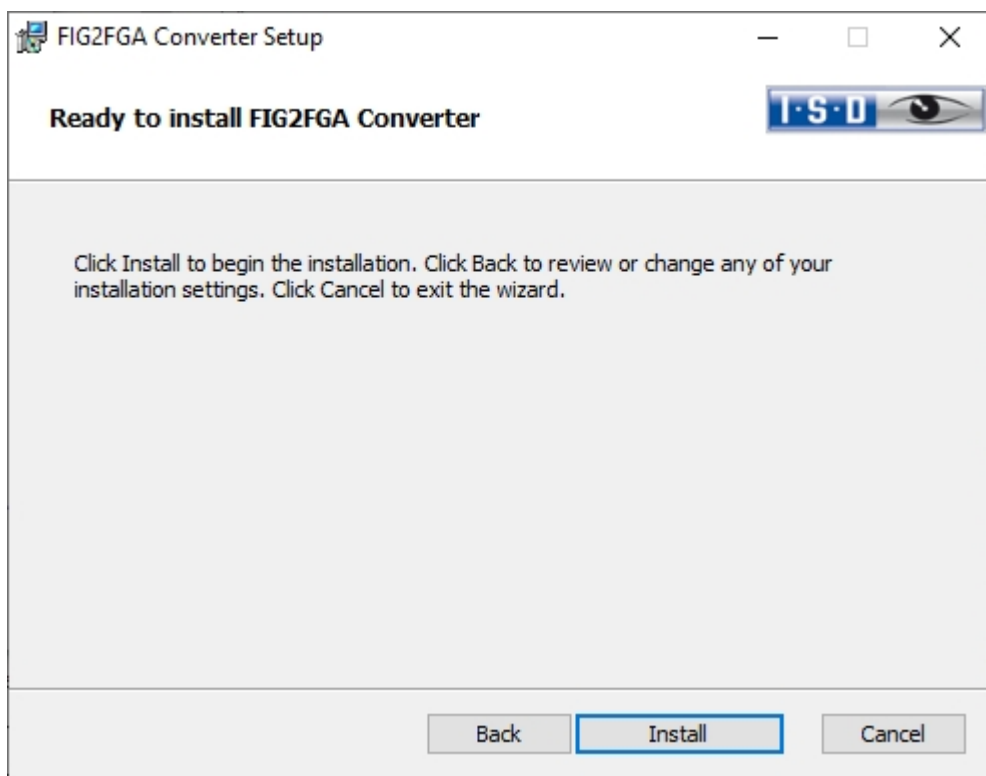 FIG2FGA Converter Setup
Ready to install FIG2FGA Converter
I·S·D
Click Install to begin the installation. Click Back to review or change any of your
installation settings. Click Cancel to exit the wizard.
Back
Install
Cancel